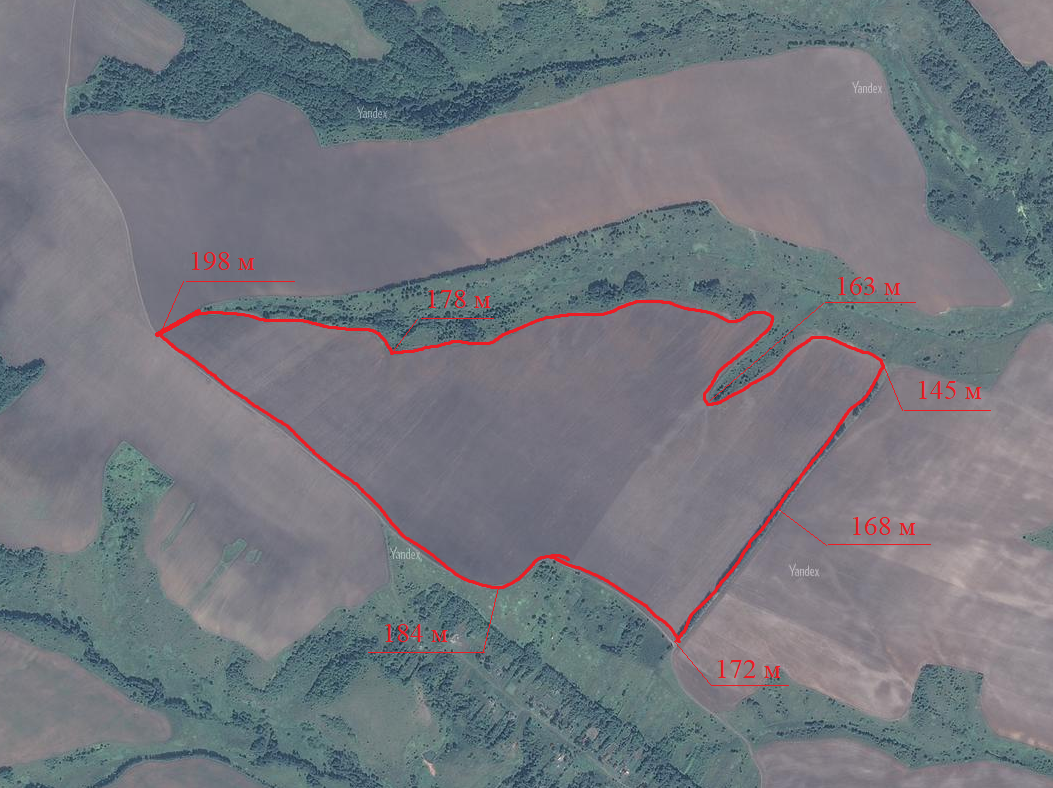 Yandex
Yandex
198 м
178 м
163 м
145 м
168 м
Yandex
Yandex
184 м
172 м